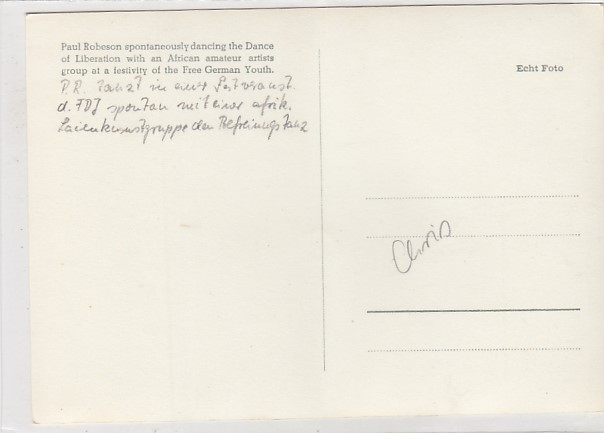 Paul Robeson spontaneously dancing the Dance
of Liberation with an African amateur artists
group at a festivity of the Free German Youth.
P.R. tanzt in einer Festveranst.
d. FDJ spontan mit einer afrik.
Laienkunstgruppe den Befreiungstanz
Echt Foto
Chris